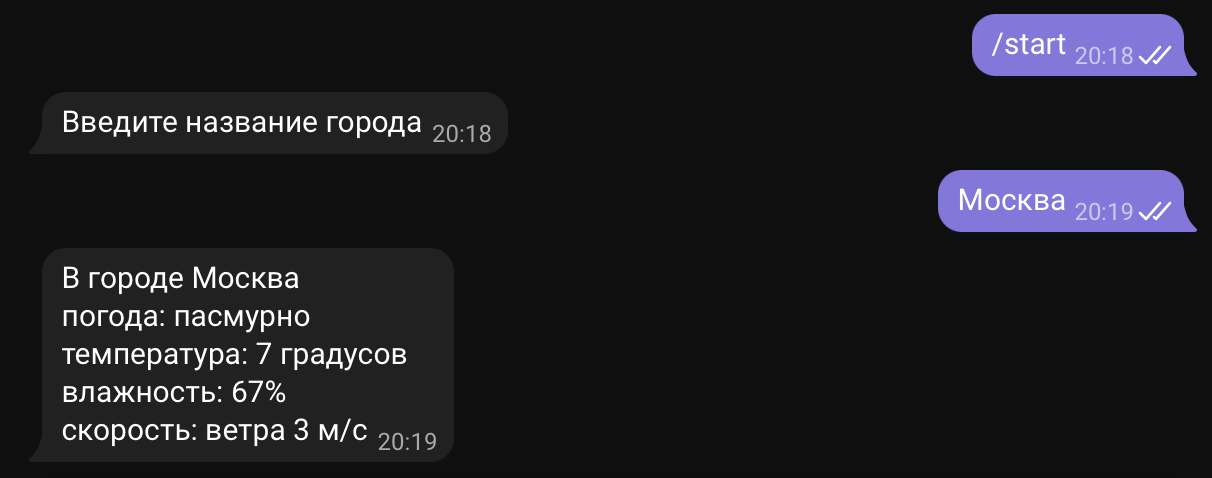 /start 20:18
Введите название города 20:18
Москва 20:19
В городе Москва
погода: пасмурно
температура: 7 градусов
влажность: 67%
скорость: ветра 3 м/с 20:19